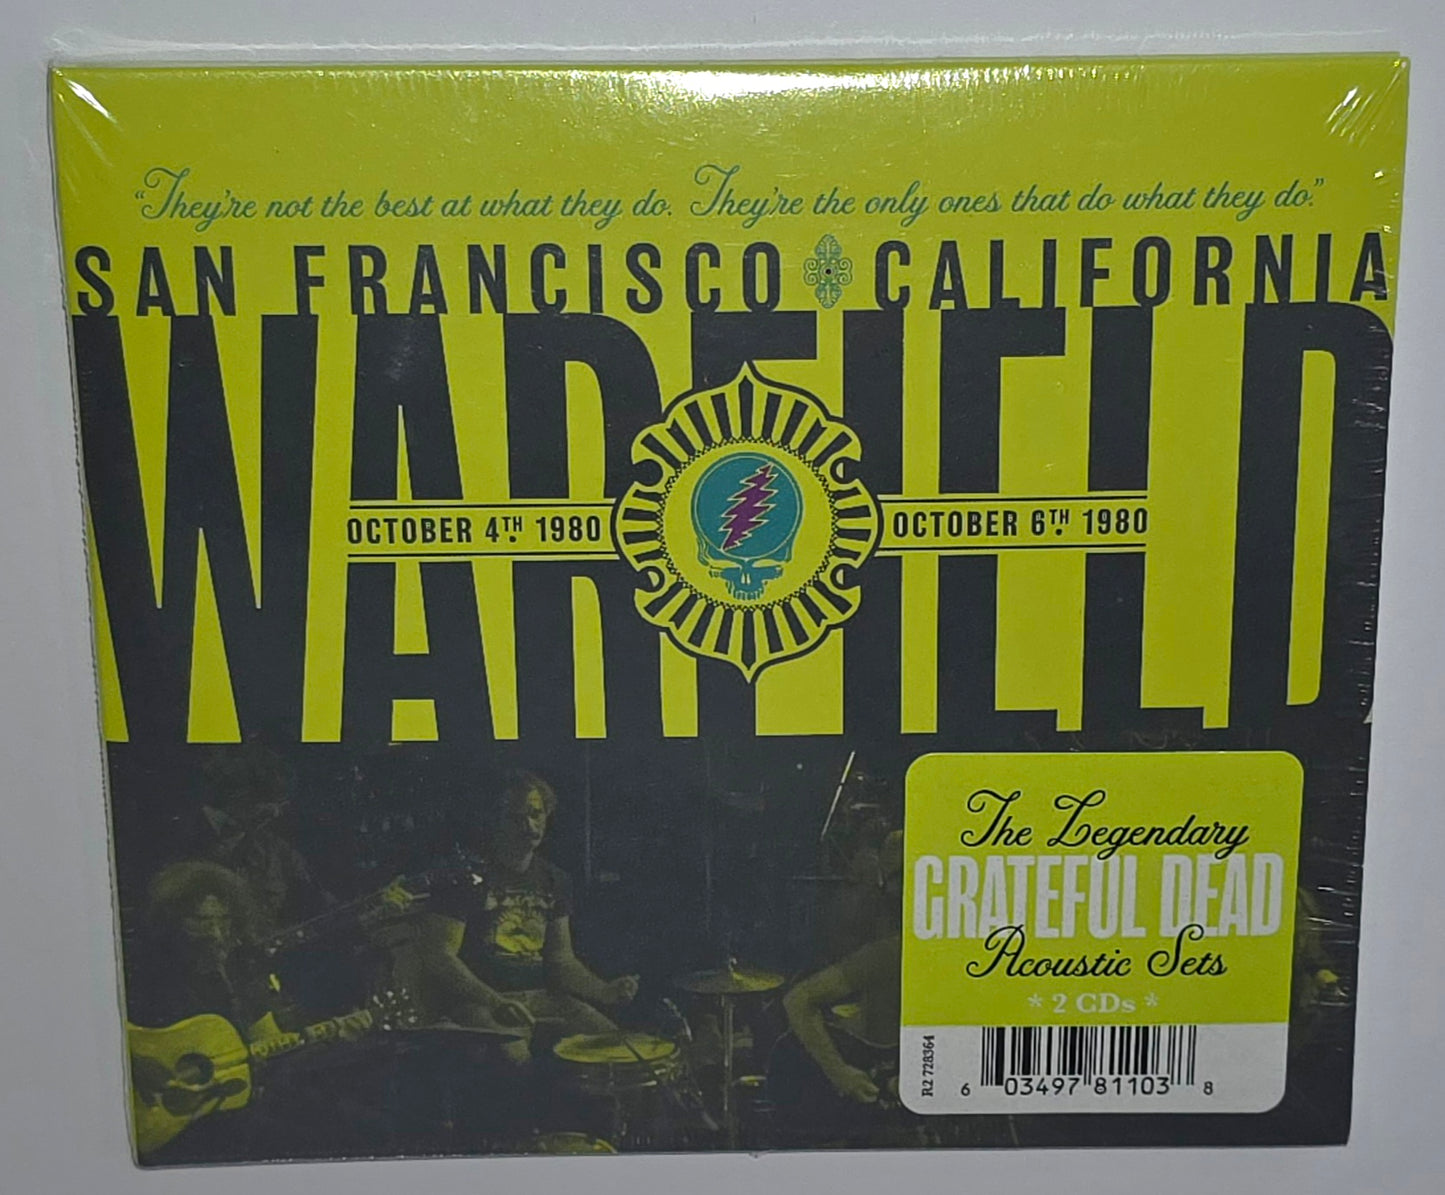 “They're not the best at what they do. They're the only ones that do what they do.”
SAN FRANCISCO CALIFORNIA
WARFIELD
OCTOBER 4TH 1980
OCTOBER 6TH 1980
The Legendary
GRATEFUL DEAD
Acoustic Sets
* 2 CDs *
R2 728364
6 03497 81103 8